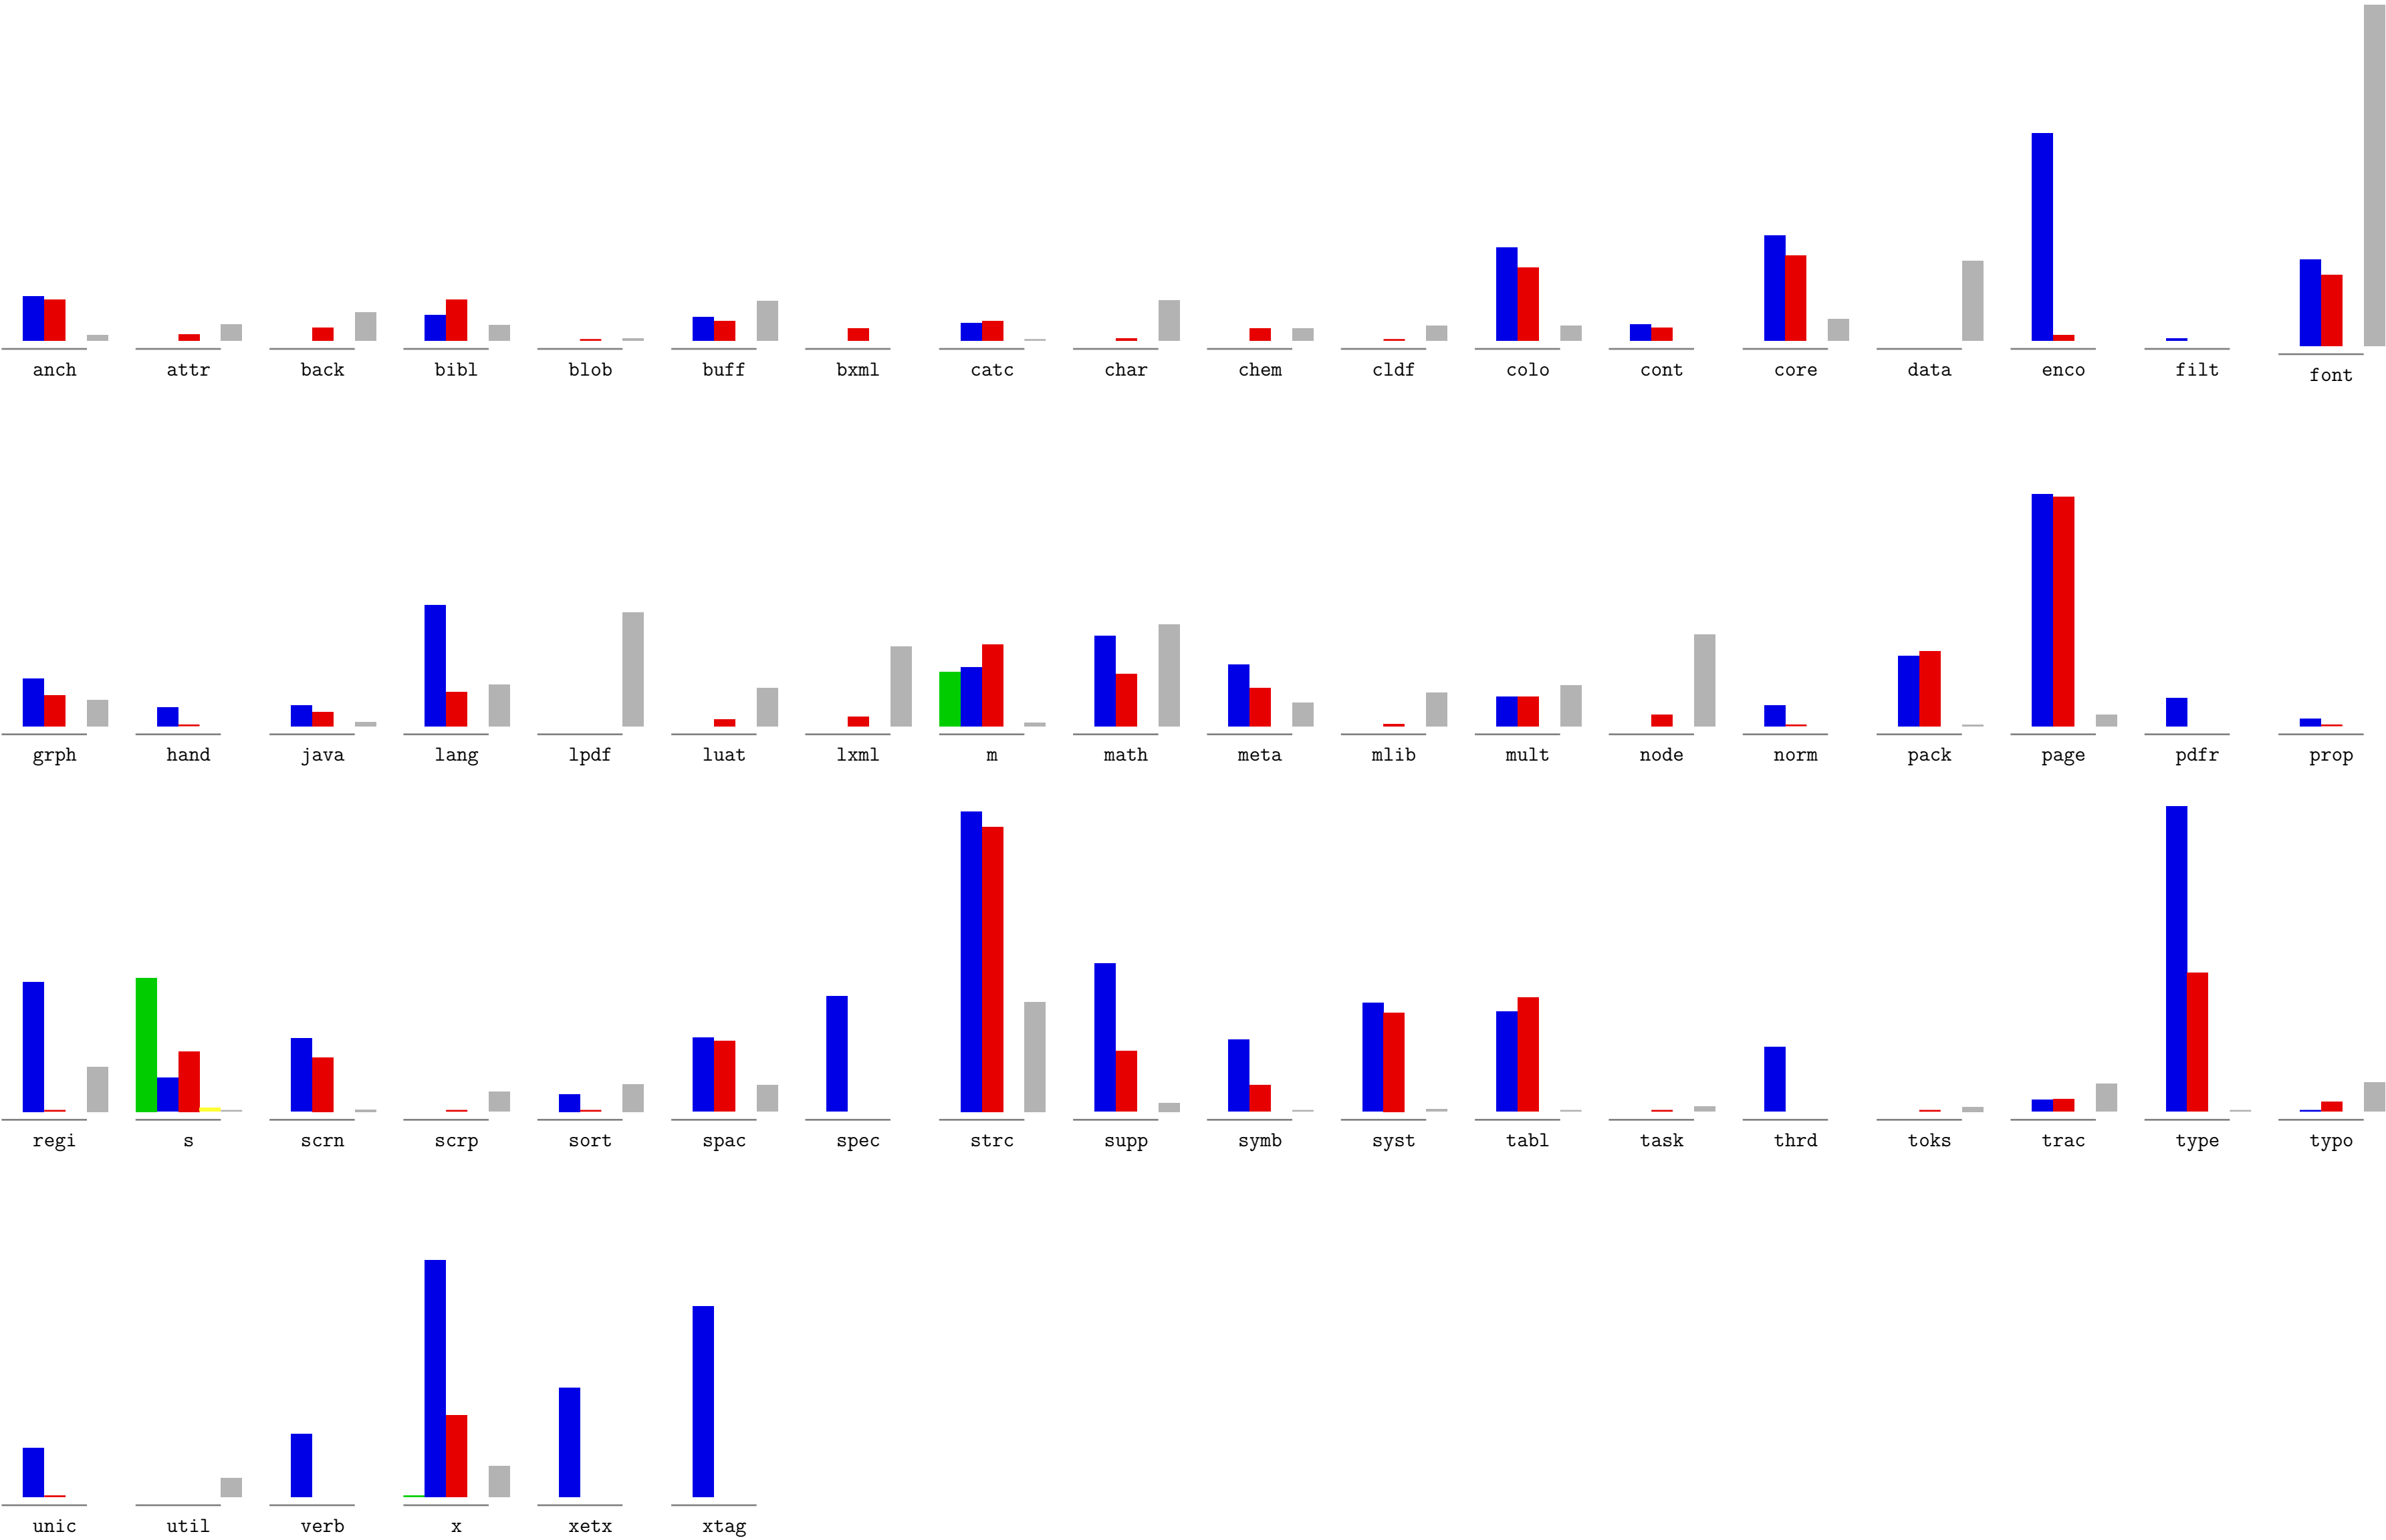 anch attr back bibl blob buff bxml catc char chem cldf colo cont core data enco filt font
grph hand java lang lpdf luat lxml m math meta mlib mult node norm pack page pdfr prop
regi s scrn scrp sort spac spec strc supp symb syst tabl task thrd toks trac type typo
unic util verb x xetx xtag